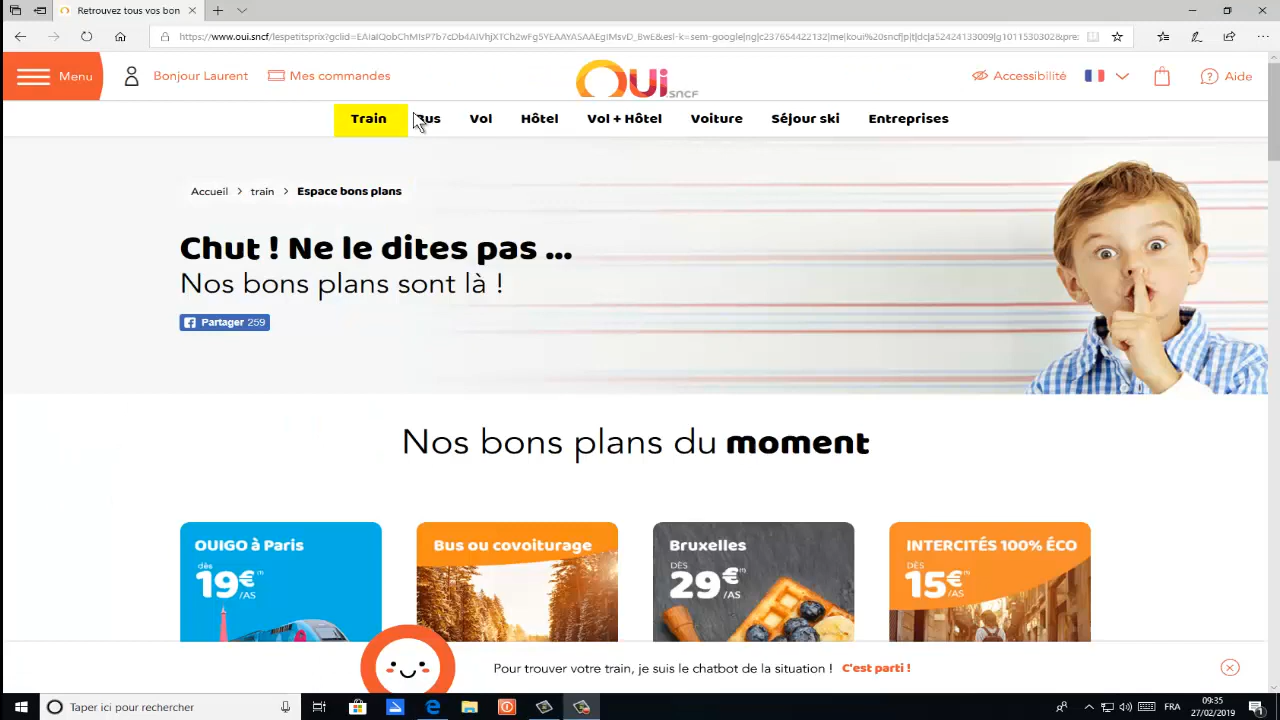 Retrouvez tous vos bon
https://www.oui.sncf/lespetitsprix?gclid=
Menu
Bonjour Laurent
Mes commandes
OUI.SNCF
Accessibilité
Aide
Train
Bus
Vol
Hôtel
Vol + Hôtel
Voiture
Séjour ski
Entreprises
Accueil > train > Espace bons plans
Chut ! Ne le dites pas ...
Nos bons plans sont là !
Partager 259
Nos bons plans du moment
OUIGO à Paris
dès
19€(1)
/AS
Bus ou covoiturage
Bruxelles
DÈS
29€(1)
/AS
INTERCITÉS 100% ÉCO
DÈS
15€(1)
/AS
Pour trouver votre train, je suis le chatbot de la situation ! C'est parti !
Taper ici pour rechercher
FRA
09:35
27/02/2019